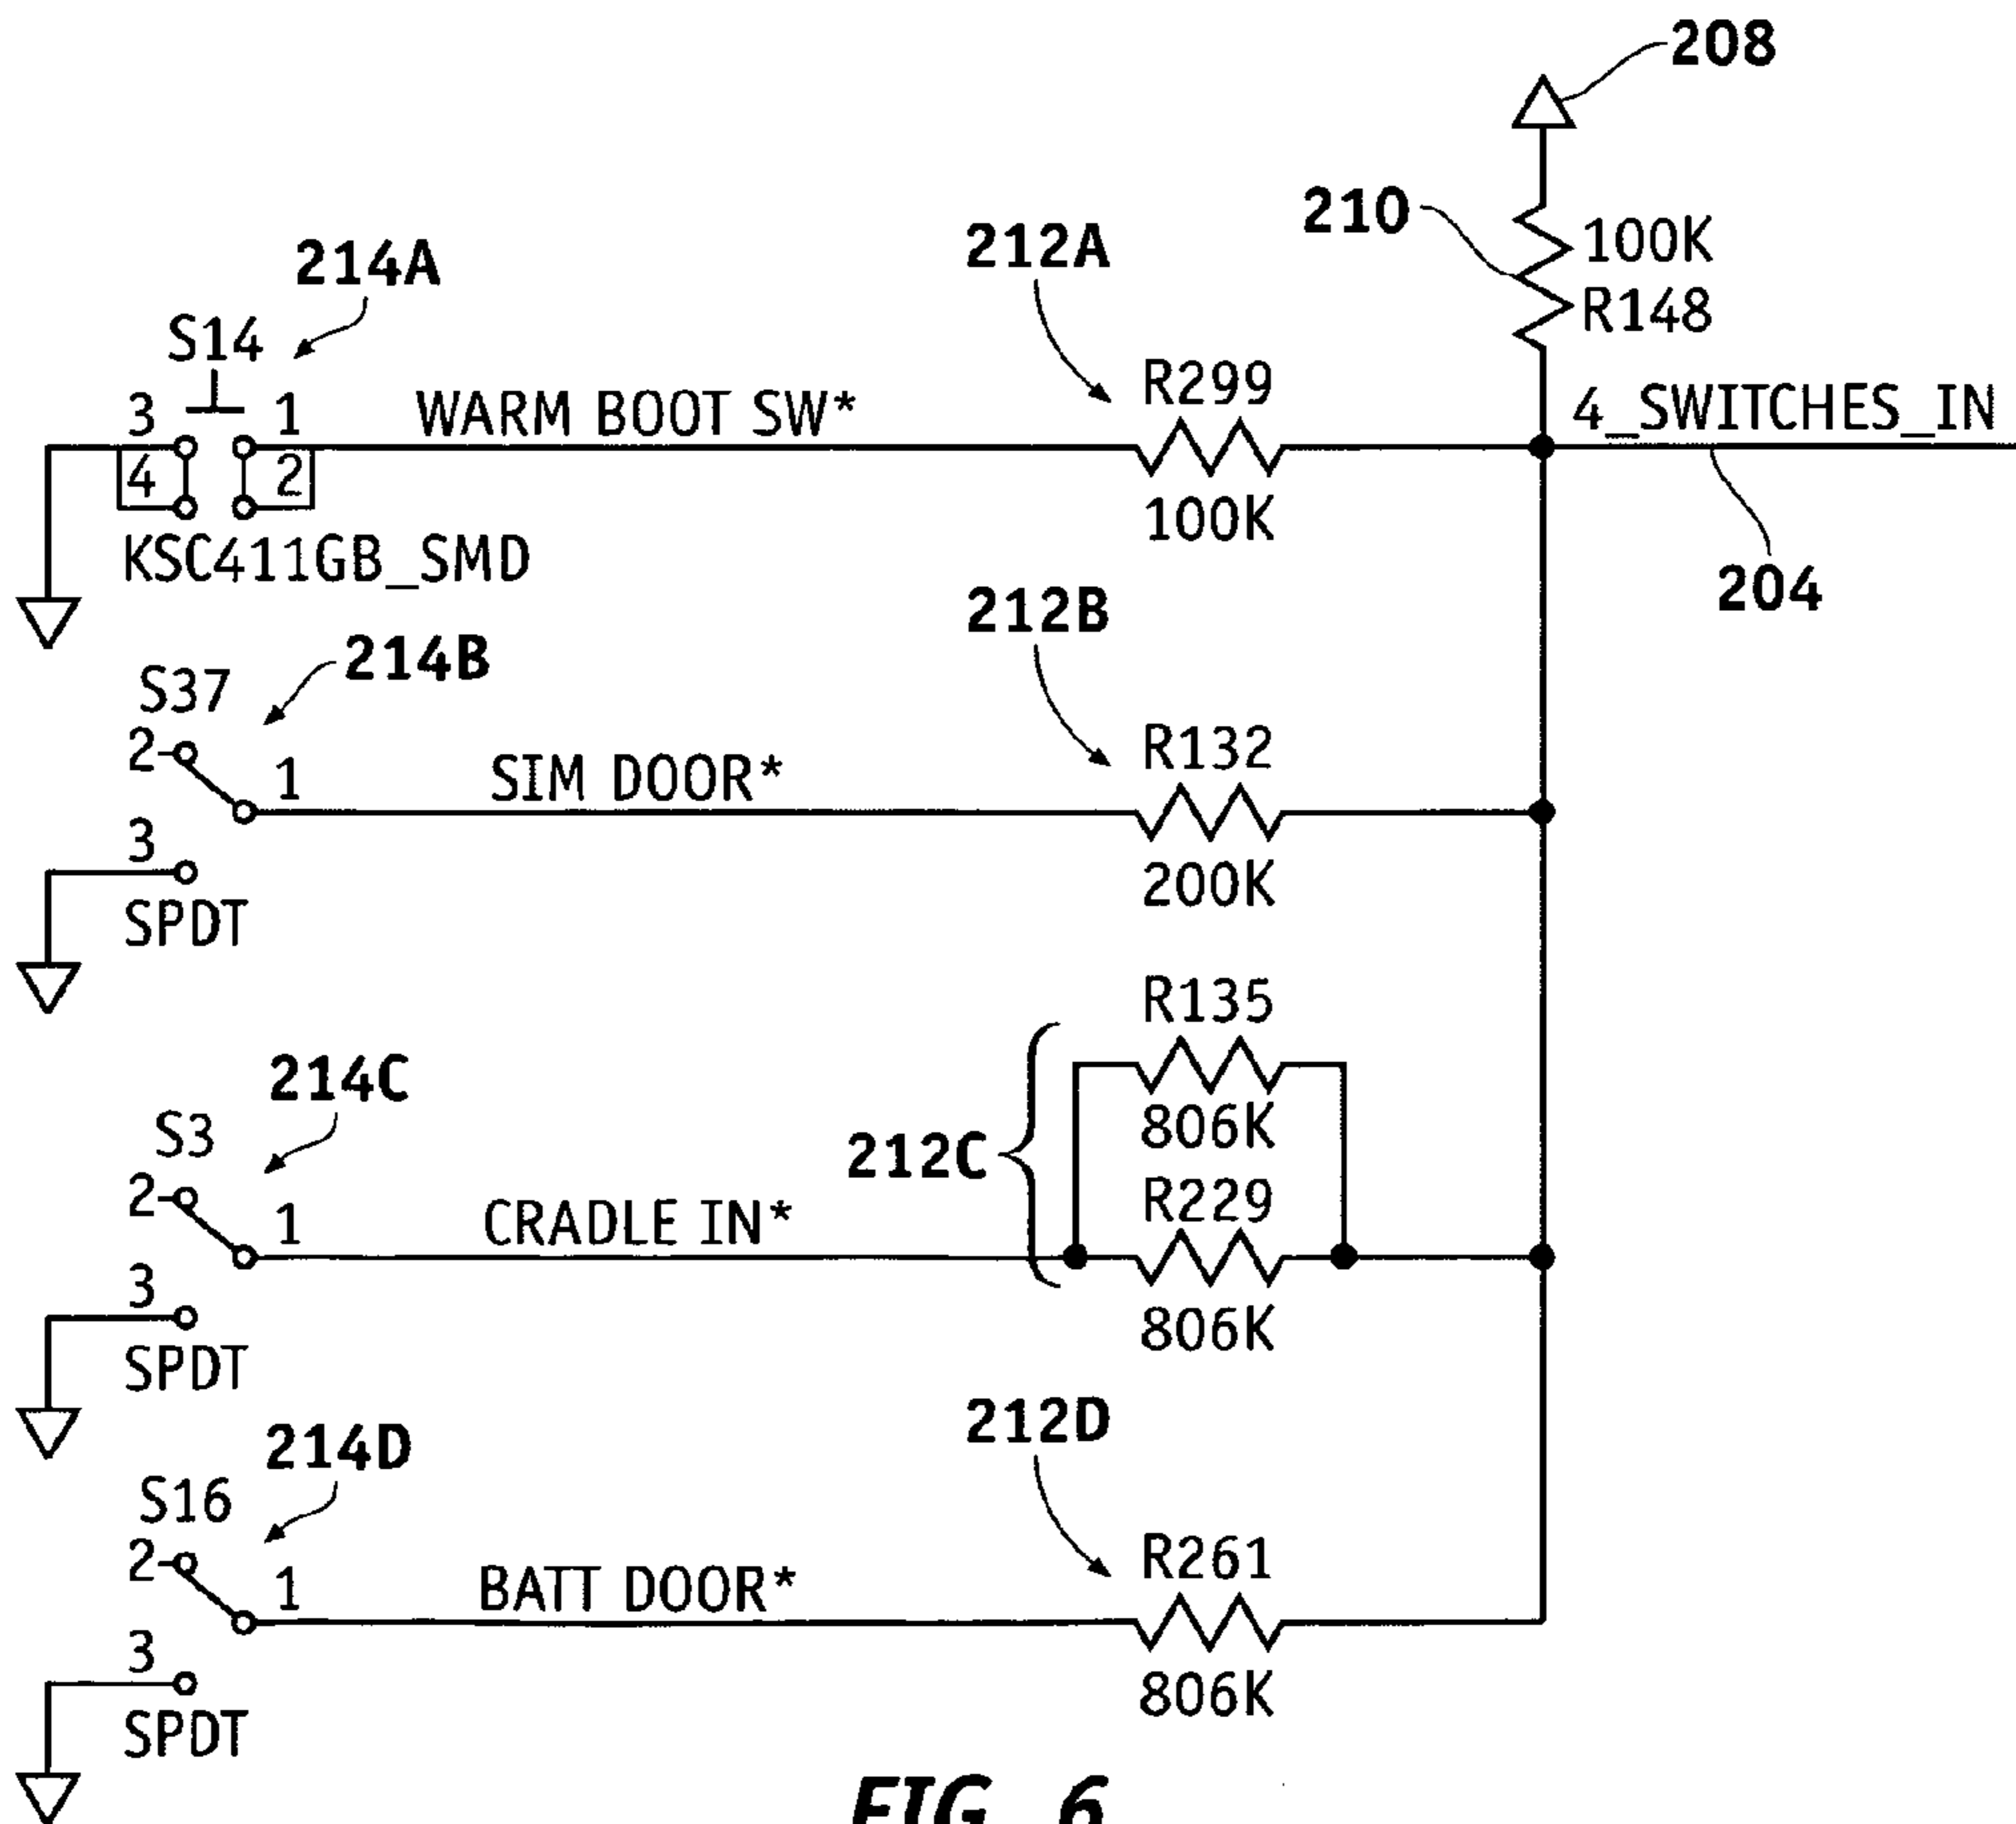 208
210
100K
R148
212A
214A
S14
R299
3
1
WARM BOOT SW*
4_SWITCHES_IN
4
2
100K
KSC411GB_SMD
204
212B
214B
S37
R132
2
1
SIM DOOR*
3
200K
SPDT
R135
214C
806K
S3
212C
R229
2
1
CRADLE IN*
3
806K
SPDT
212D
214D
S16
R261
2
1
BATT DOOR*
3
806K
SPDT
FIG. 6